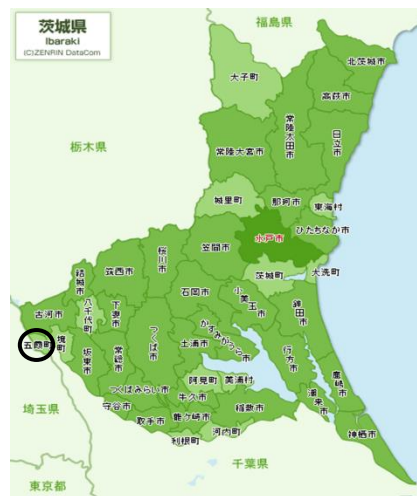 茨城県
Ibaraki
(C)ZENRIN DataCom
福島県
北茨城市
大子町
高萩市
常陸太田市
日立市
栃木県
常陸大宮市
城里町
那珂市
東海村
水戸市
ひたちなか市
笠間市
桜川市
茨城町
大洗町
筑西市
結城市
石岡市
小美玉市
鉾田市
八千代町
下妻市
古河市
つくば市
かすみがうら市
五霞町
境町
坂東市
常総市
土浦市
行方市
阿見町
美浦村
鹿嶋市
つくばみらい市
牛久市
潮来市
埼玉県
守谷市
稲敷市
取手市
龍ケ崎市
神栖市
河内町
利根町
千葉県
東京都